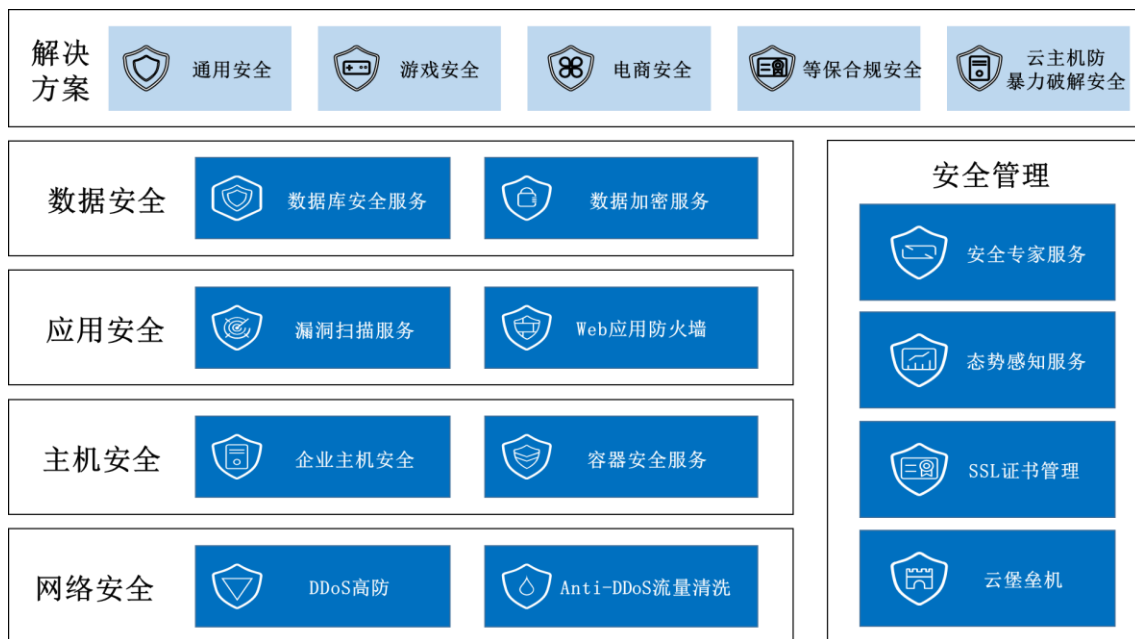 解决
方案
通用安全
游戏安全
电商安全
等保合规安全
云主机防
暴力破解安全
数据安全
数据库安全服务
数据加密服务
应用安全
漏洞扫描服务
Web应用防火墙
主机安全
企业主机安全
容器安全服务
网络安全
DDoS高防
Anti-DDoS流量清洗
安全管理
安全专家服务
态势感知服务
SSL证书管理
云堡垒机